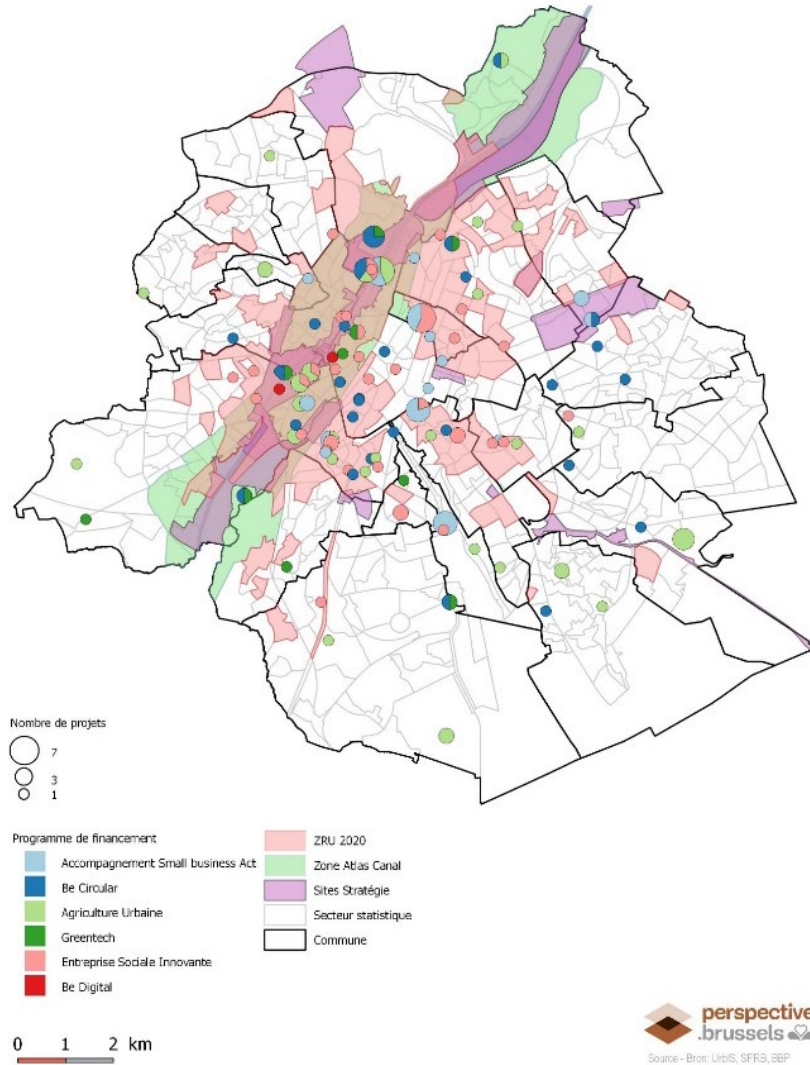 Nombre de projets
7
3
1
Programme de financement
Accompagnement Small business Act
Be Circular
Agriculture Urbaine
Greentech
Entreprise Sociale Innovante
Be Digital
ZRU 2020
Zone Atlas Canal
Sites Stratégie
Secteur statistique
Commune
0 1 2 km
perspective
.brussels
Source - Bron: UrbIS, SPRB, BBP